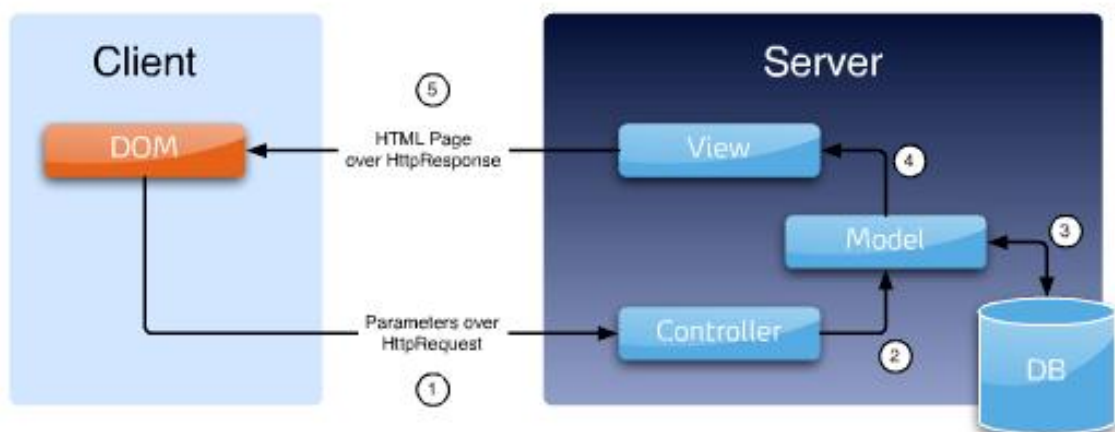 Client
Server
5
DOM
HTML Page
over HttpResponse
View
4
Model
3
Parameters over
HttpRequest
Controller
2
DB
1